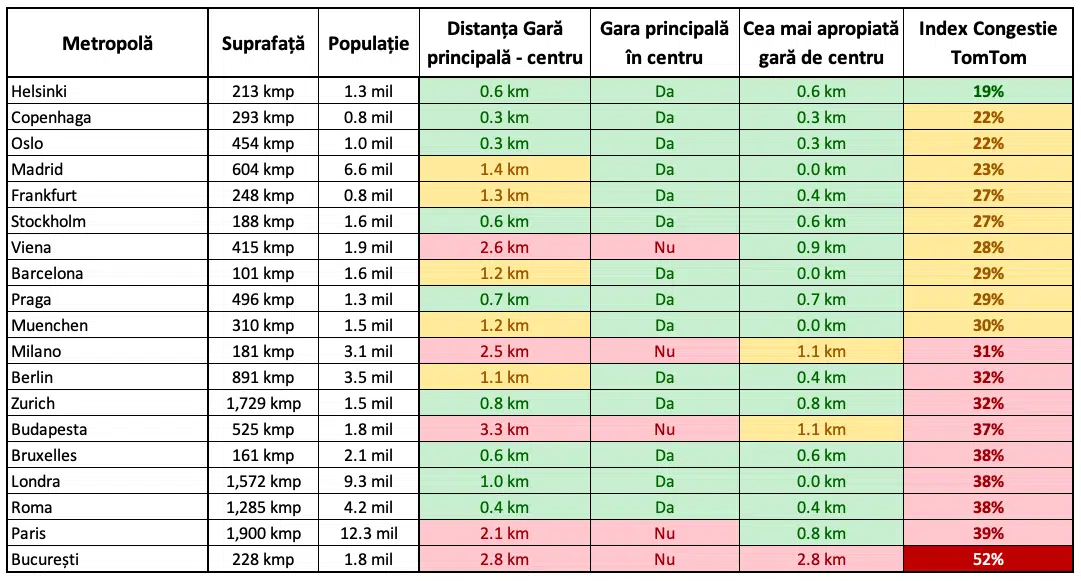 Metropolă Suprafață Populație Distanța Gară principală - centru Gara principală în centru Cea mai apropiată gară de centru Index Congestie TomTom
Helsinki 213 kmp 1.3 mil 0.6 km Da 0.6 km 19%
Copenhaga 293 kmp 0.8 mil 0.3 km Da 0.3 km 22%
Oslo 454 kmp 1.0 mil 0.3 km Da 0.3 km 22%
Madrid 604 kmp 6.6 mil 1.4 km Da 0.0 km 23%
Frankfurt 248 kmp 0.8 mil 1.3 km Da 0.4 km 27%
Stockholm 188 kmp 1.6 mil 0.6 km Da 0.6 km 27%
Viena 415 kmp 1.9 mil 2.6 km Nu 0.9 km 28%
Barcelona 101 kmp 1.6 mil 1.2 km Da 0.0 km 29%
Praga 496 kmp 1.3 mil 0.7 km Da 0.7 km 29%
Muenchen 310 kmp 1.5 mil 1.2 km Da 0.0 km 30%
Milano 181 kmp 3.1 mil 2.5 km Nu 1.1 km 31%
Berlin 891 kmp 3.5 mil 1.1 km Da 0.4 km 32%
Zurich 1,729 kmp 1.5 mil 0.8 km Da 0.8 km 32%
Budapesta 525 kmp 1.8 mil 3.3 km Nu 1.1 km 37%
Bruxelles 161 kmp 2.1 mil 0.6 km Da 0.6 km 38%
Londra 1,572 kmp 9.3 mil 1.0 km Da 0.0 km 38%
Roma 1,285 kmp 4.2 mil 0.4 km Da 0.4 km 38%
Paris 1,900 kmp 12.3 mil 2.1 km Nu 0.8 km 39%
București 228 kmp 1.8 mil 2.8 km Nu 2.8 km 52%